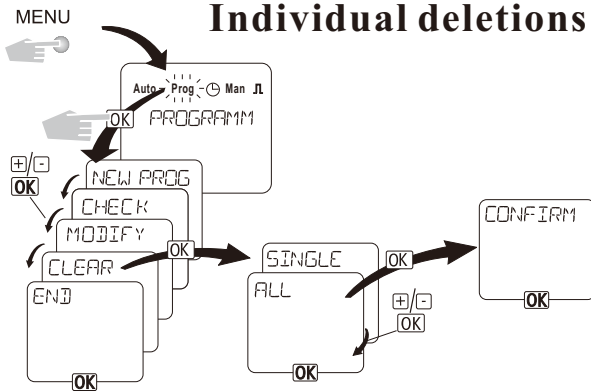 Individual deletions
MENU
Auto Prog Man
PROGRAMM
OK
+/-
OK
NEW PROG
CHECK
MODIFY
CLEAR
END
OK
OK
SINGLE
ALL
OK
+/-
OK
OK
CONFIRM
OK